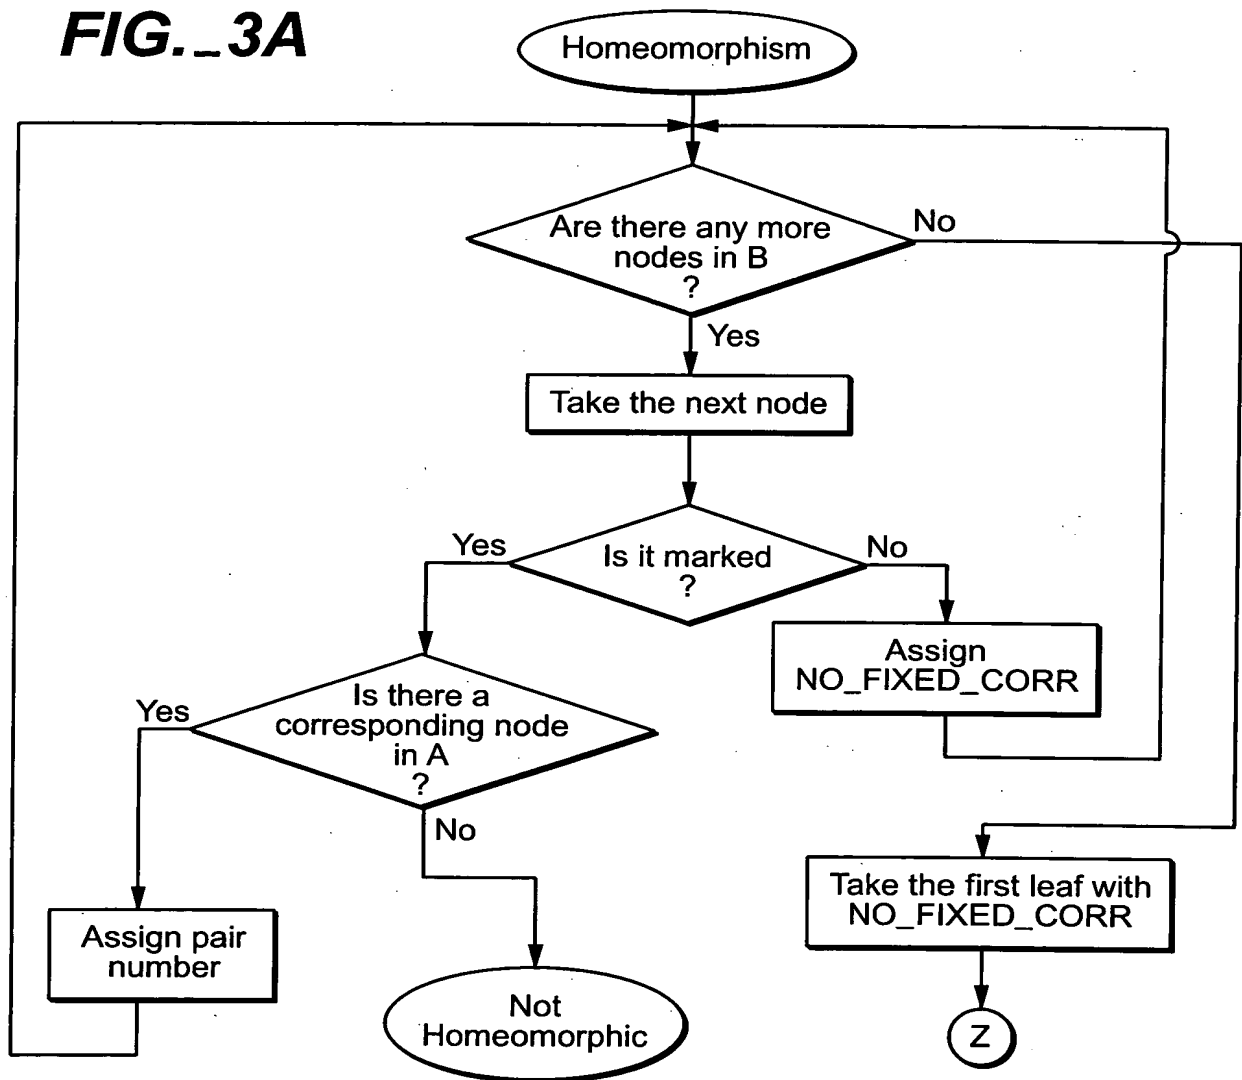 FIG._3A
Homeomorphism
Are there any more
nodes in B
?
No
Yes
Take the next node
Is it marked
?
Yes
No
Assign
NO_FIXED_CORR
Is there a
corresponding node
in A
?
Yes
No
Assign pair
number
Not
Homeomorphic
Take the first leaf with
NO_FIXED_CORR
Z